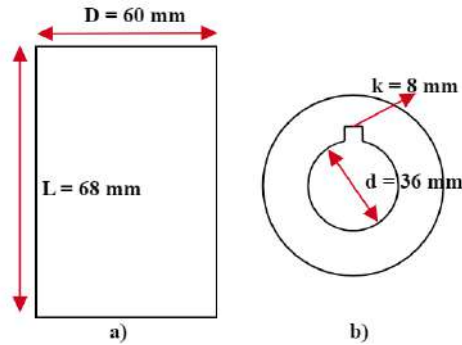 D = 60 mm
k = 8 mm
L = 68 mm
d = 36 mm
a)
b)